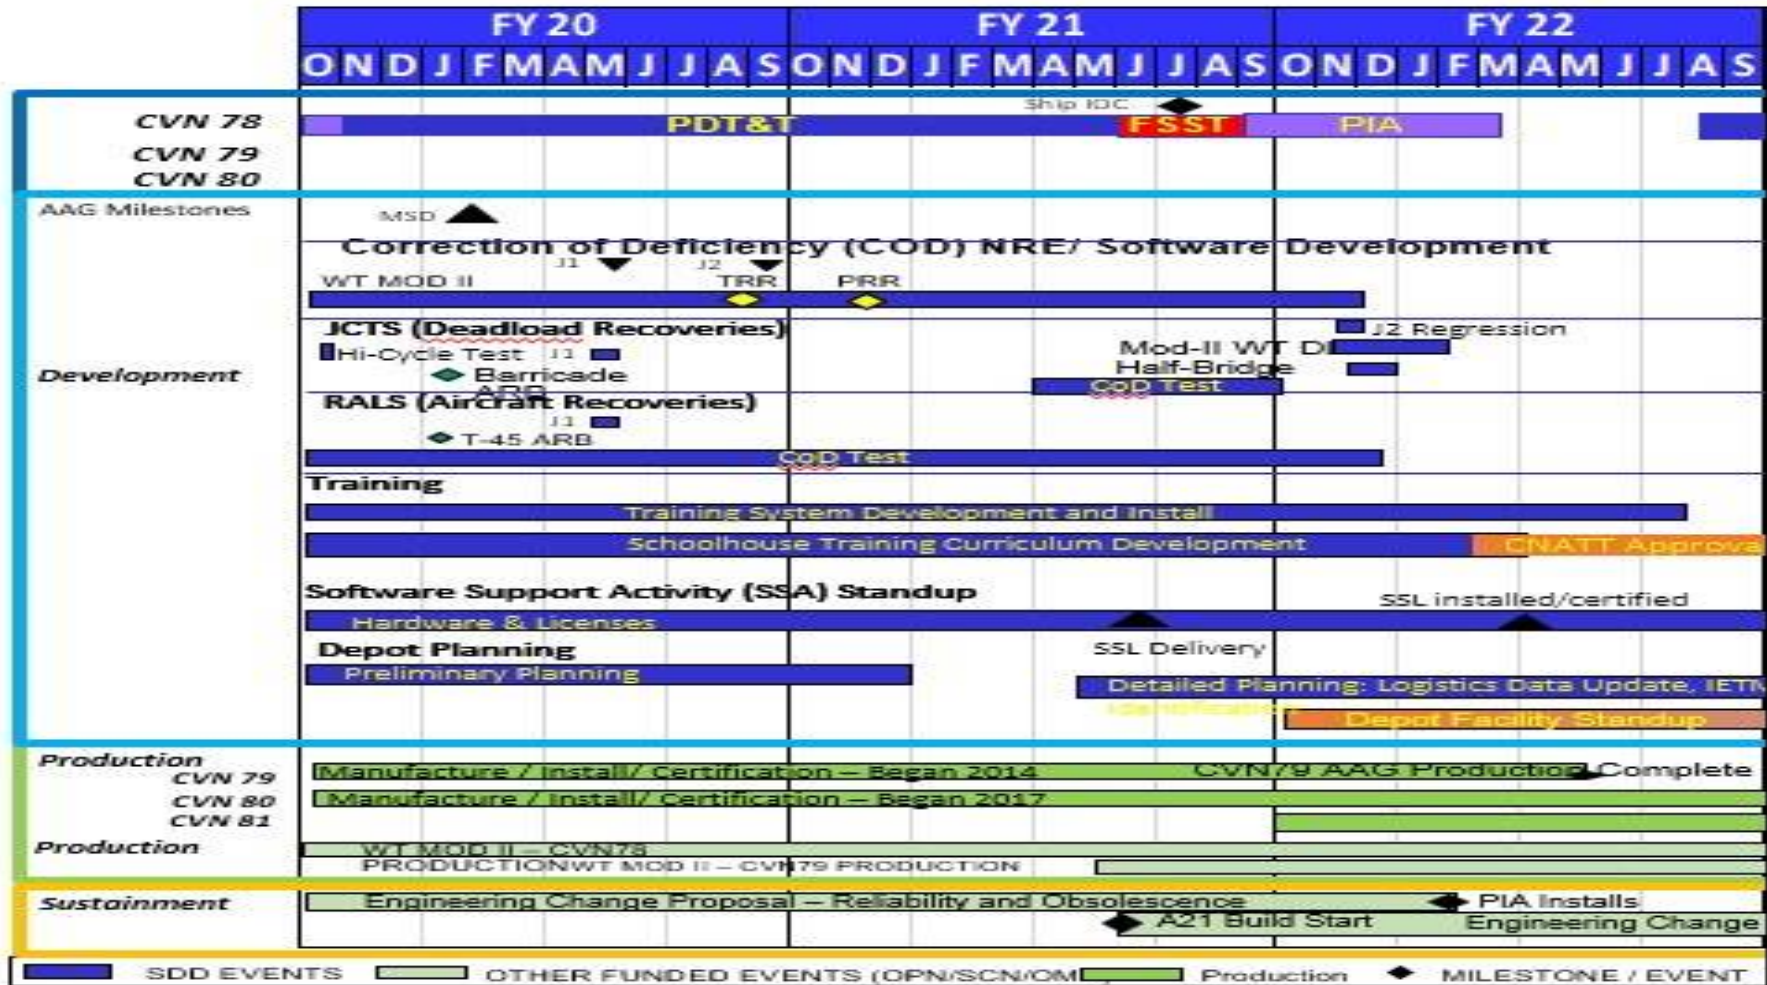 FY 20 FY 21 FY 22
O N D J F M A M J J A S O N D J F M A M J J A S O N D J F M A M J J A S
Ship IOC
CVN 78 PDT&T FSST PIA
CVN 79
CVN 80
AAG Milestones MSD
Correction of Deficiency (COD) NRE/ Software Development
J1 J2
WT MOD II TRR PRR
JCTS (Deadload Recoveries) J2 Regression
Hi-Cycle Test J1 Mod-II WT DL
Development Barricade Half-Bridge
ARB CoD Test
RALS (Aircraft Recoveries)
J1
T-45 ARB
CoD Test
Training
Training System Development and Install
Schoolhouse Training Curriculum Development CNATT Approva
Software Support Activity (SSA) Standup SSL installed/certified
Hardware & Licenses
Depot Planning SSL Delivery
Preliminary Planning
Detailed Planning: Logistics Data Update, IETM
Identification
Depot Facility Standup
Production
CVN 79 Manufacture / Install/ Certification – Began 2014 CVN79 AAG Production Complete
CVN 80 Manufacture / Install/ Certification – Began 2017
CVN 81
Production WT MOD II – CVN78
PRODUCTION WT MOD II – CVN79 PRODUCTION
Sustainment Engineering Change Proposal – Reliability and Obsolescence PIA Installs
A21 Build Start Engineering Change
SDD EVENTS OTHER FUNDED EVENTS (OPN/SCN/OM Production MILESTONE / EVENT